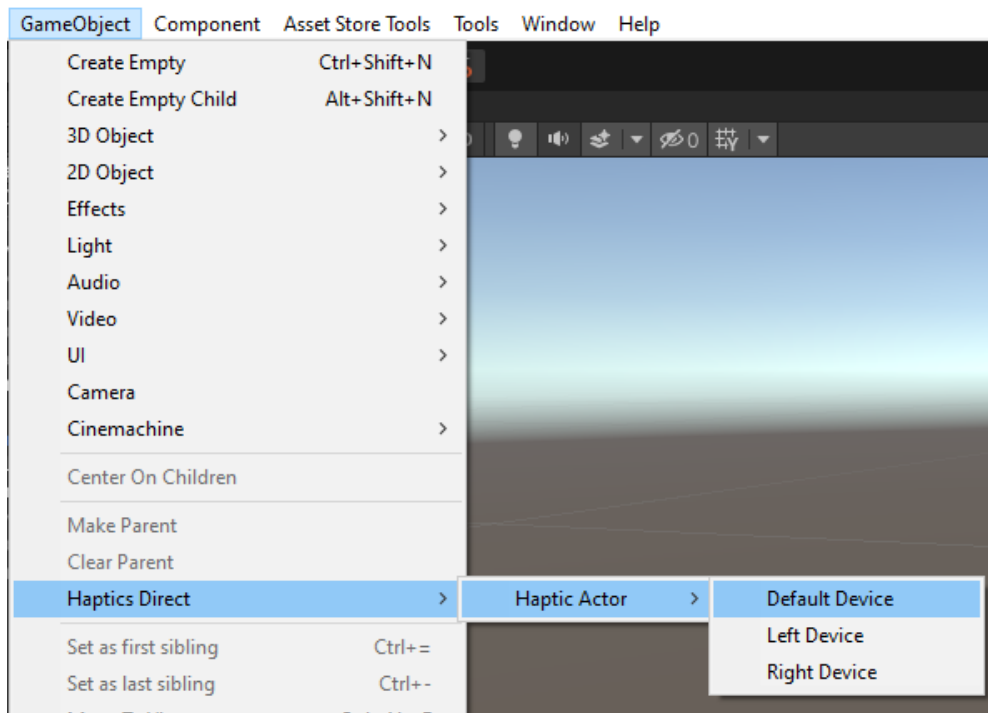 GameObject Component Asset Store Tools Tools Window Help
Create Empty Ctrl+Shift+N
Create Empty Child Alt+Shift+N
3D Object
2D Object
Effects
Light
Audio
Video
UI
Camera
Cinemachine
Center On Children
Make Parent
Clear Parent
Haptics Direct
Haptic Actor
Default Device
Left Device
Right Device
Set as first sibling Ctrl+=
Set as last sibling Ctrl+-
0